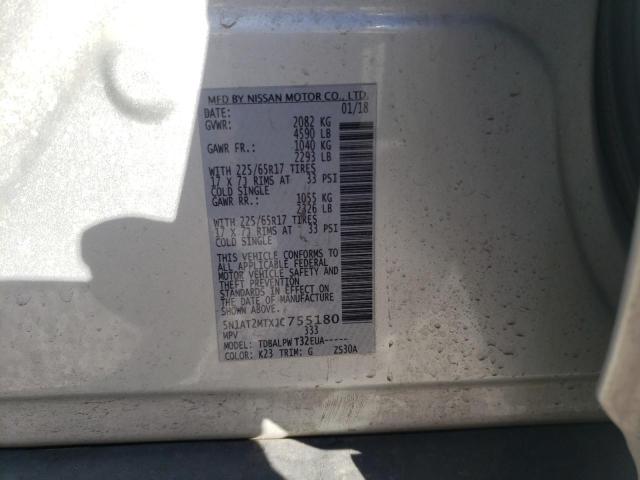 MFD BY NISSAN MOTOR CO., LTD.
DATE: 01/18
GVWR: 2082 KG
4590 LB
GAWR FR.: 1040 KG
2293 LB
WITH 225/65R17 TIRES
17 X 7J RIMS AT 33 PSI
COLD SINGLE
GAWR RR.: 1055 KG
2326 LB
WITH 225/65R17 TIRES
17 X 7J RIMS AT 33 PSI
COLD SINGLE
THIS VEHICLE CONFORMS TO
ALL APPLICABLE FEDERAL
MOTOR VEHICLE SAFETY AND
THEFT PREVENTION
STANDARDS IN EFFECT ON
THE DATE OF MANUFACTURE
SHOWN ABOVE.
5N1AT2MTXJC755180
MPV 333
MODEL: TDBALPW T32EUA-----
COLOR: K23 TRIM: G ZS30A